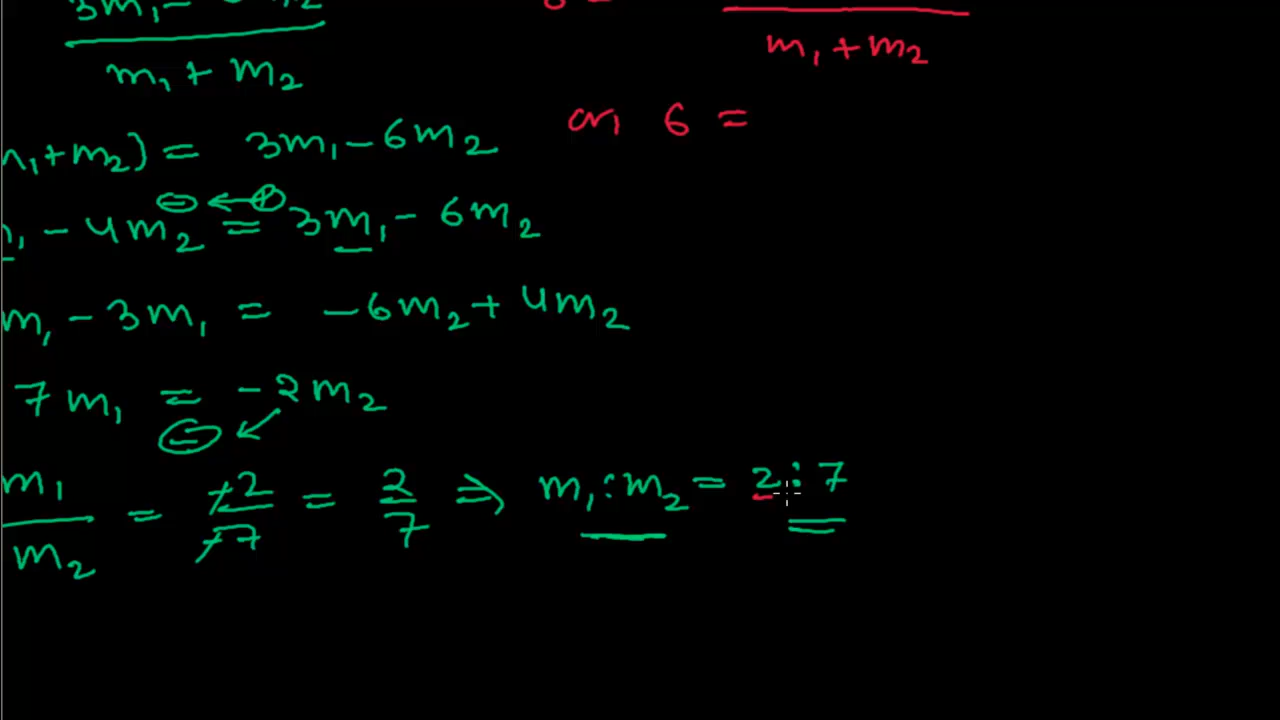 3m₁ -
m₁ + m₂
m₁ + m₂
or, 6 =
m₁+m₂) = 3m₁ - 6m₂
- 4m₂ = 3m₁ - 6m₂
m₁ - 3m₁ = -6m₂ + 4m₂
7m₁ = -2m₂
m₁/m₂ = -2/-7 = 2/7 ⇒ m₁:m₂ = 2:7